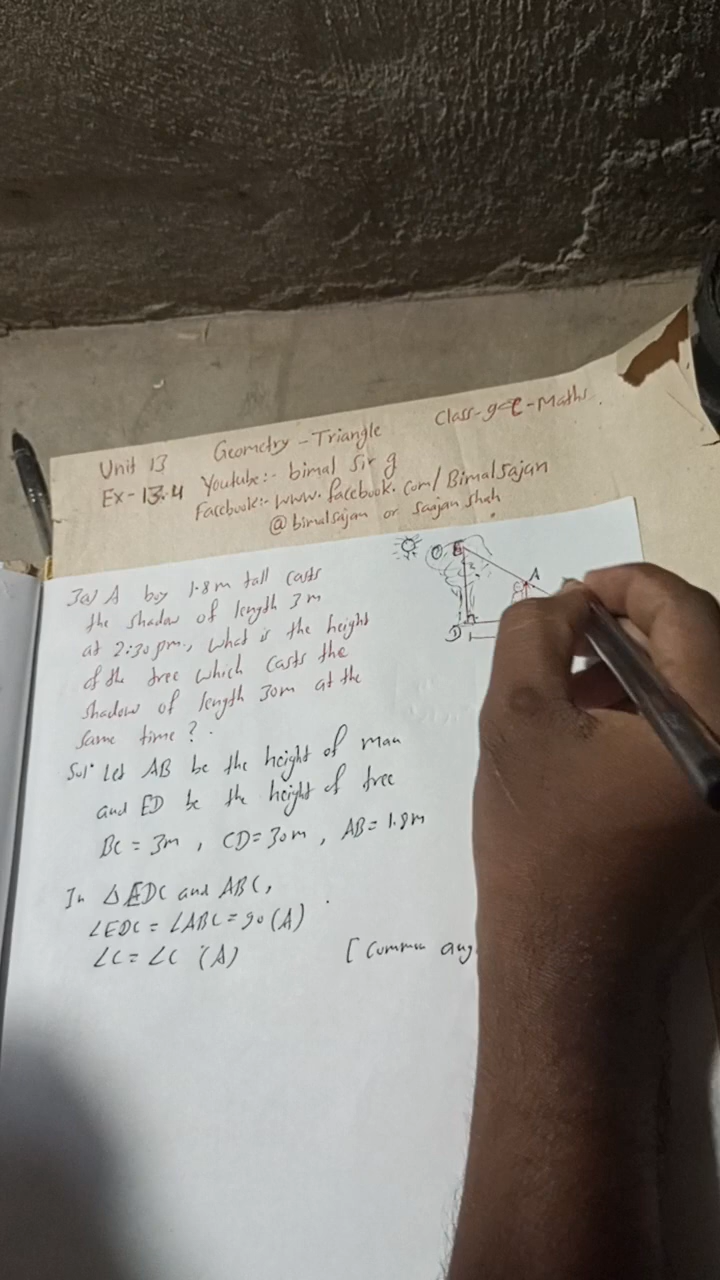 Unit 13 Geometry - Triangle Class-9 - C - Maths.
Ex - 13.4 Youtube:- bimal Sir g
Facebook:- www.facebook.com/Bimalsajan
@bimalsajan or sajan shah
3a) A boy 1.8m tall casts
the shadow of length 3m
at 2:30 pm, what is the height
of the tree which casts the
shadow of length 30m at the
same time?
Sol: Let AB be the height of man
and ED be the height of tree
BC = 3m, CD = 30m, AB = 1.8m
In ΔEDC and ABC,
∠EDC = ∠ABC = 90 (A)
∠C = ∠C (A) [Common ang
E
A
D